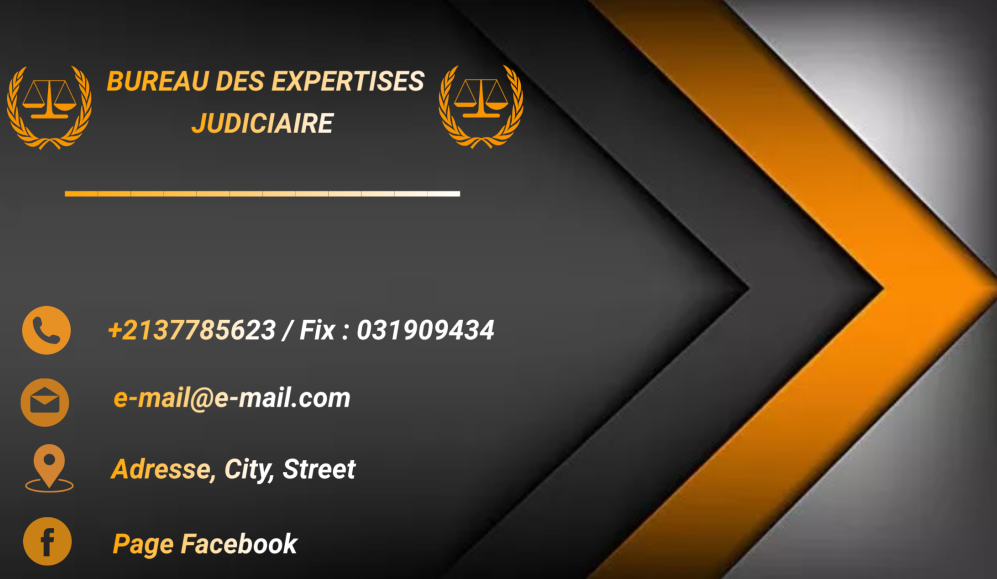 BUREAU DES EXPERTISES
JUDICIAIRE
+2137785623 / Fix : 031909434
e-mail@e-mail.com
Adresse, City, Street
Page Facebook